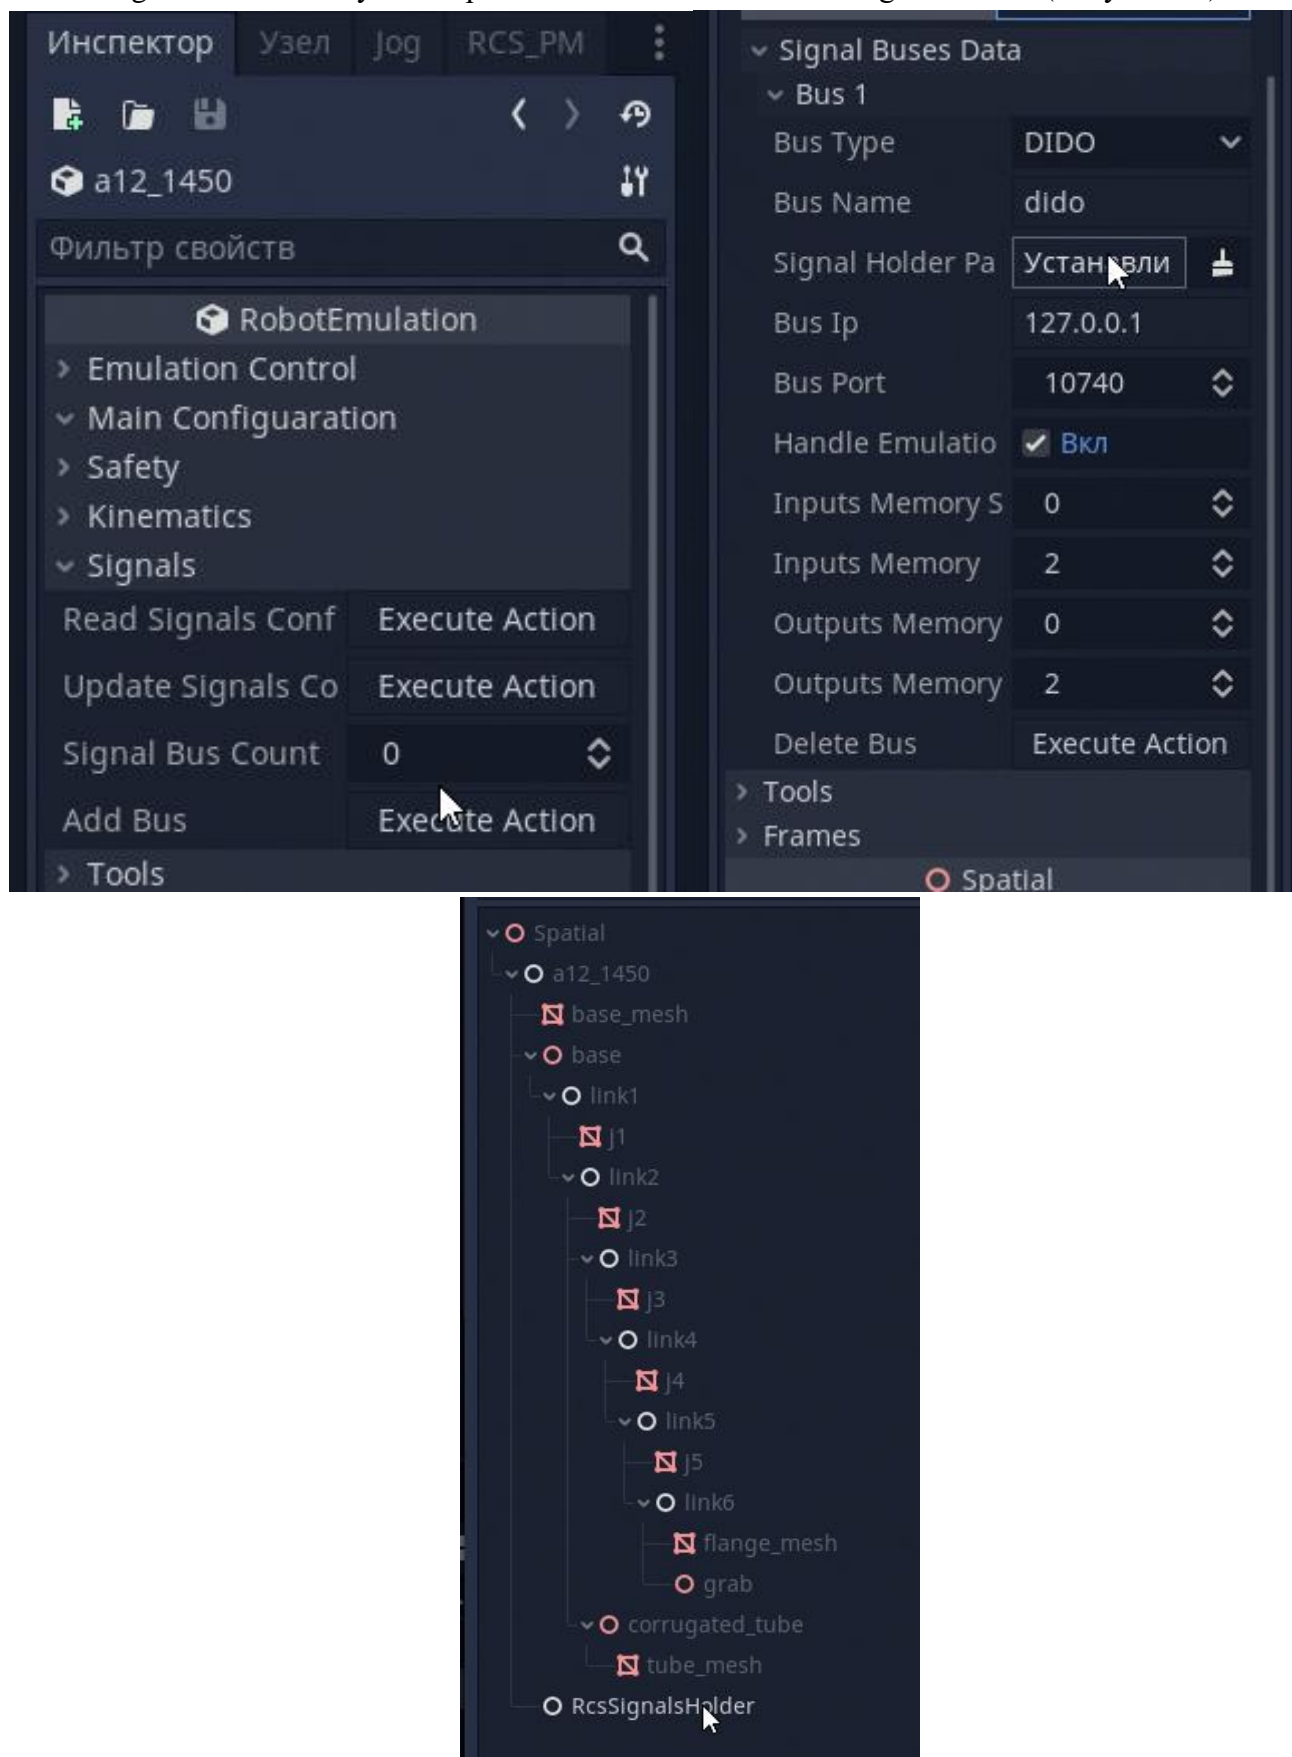 Инспектор Узел Jog RCS_PM
a12_1450
Фильтр свойств
RobotEmulation
Emulation Control
Main Configuaration
Safety
Kinematics
Signals
Read Signals Conf Execute Action
Update Signals Co Execute Action
Signal Bus Count 0
Add Bus Execute Action
Tools
Signal Buses Data
Bus 1
Bus Type DIDO
Bus Name dido
Signal Holder Pa Установли
Bus Ip 127.0.0.1
Bus Port 10740
Handle Emulatio Вкл
Inputs Memory S 0
Inputs Memory 2
Outputs Memory 0
Outputs Memory 2
Delete Bus Execute Action
Tools
Frames
Spatial
Spatial
a12_1450
base_mesh
base
link1
j1
link2
j2
link3
j3
link4
j4
link5
j5
link6
flange_mesh
grab
corrugated_tube
tube_mesh
RcsSignalsHolder